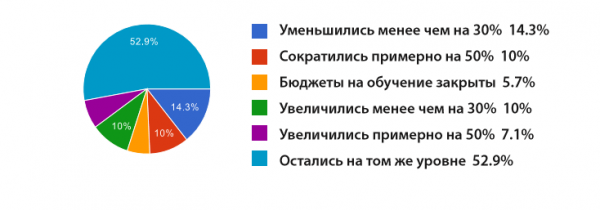 52,9%
14.3%
10%
10%
Уменьшились менее чем на 30% 14.3%
Сократились примерно на 50% 10%
Бюджеты на обучение закрыты 5.7%
Увеличились менее чем на 30% 10%
Увеличились примерно на 50% 7.1%
Остались на том же уровне 52.9%